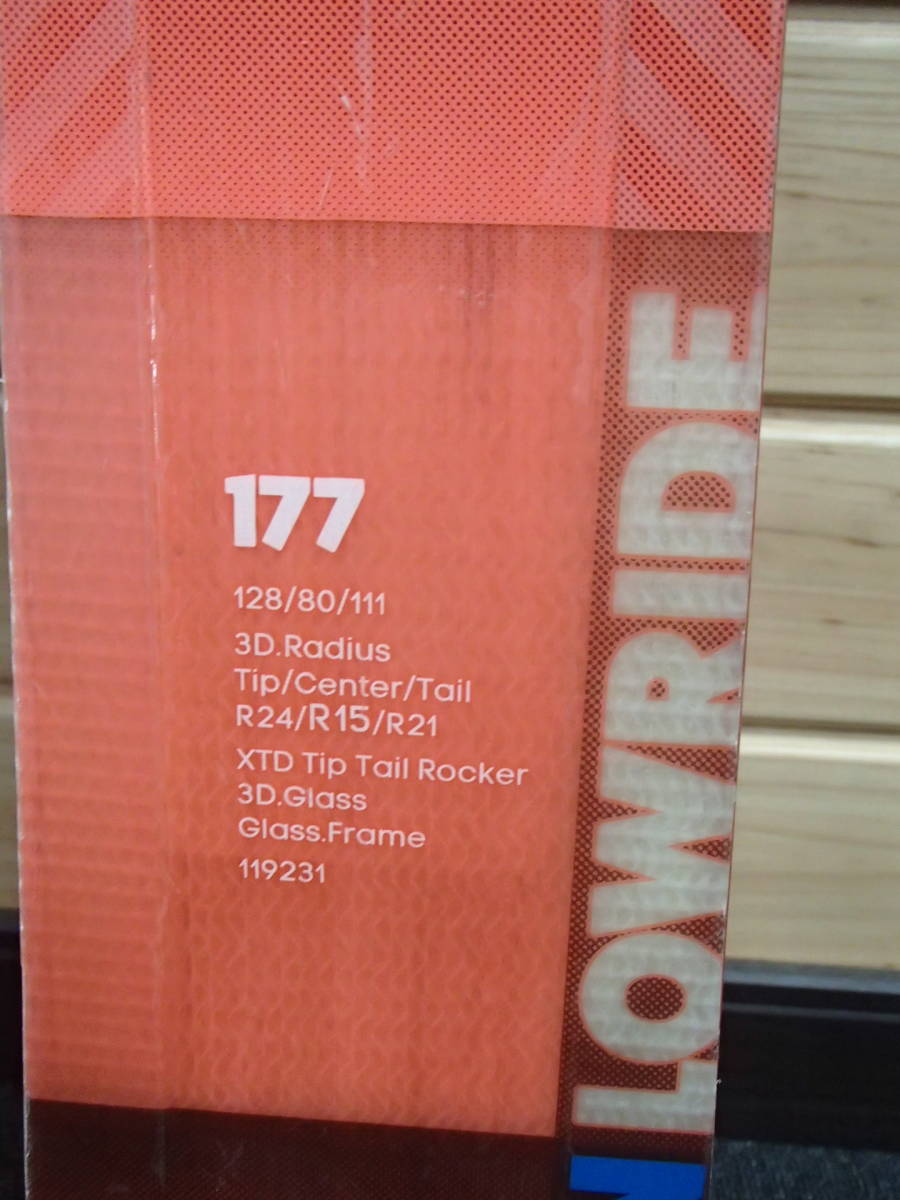 177
128/80/111
3D.Radius
Tip/Center/Tail
R24/R15/R21
XTD Tip Tail Rocker
3D.Glass
Glass.Frame
119231
LOWRIDE